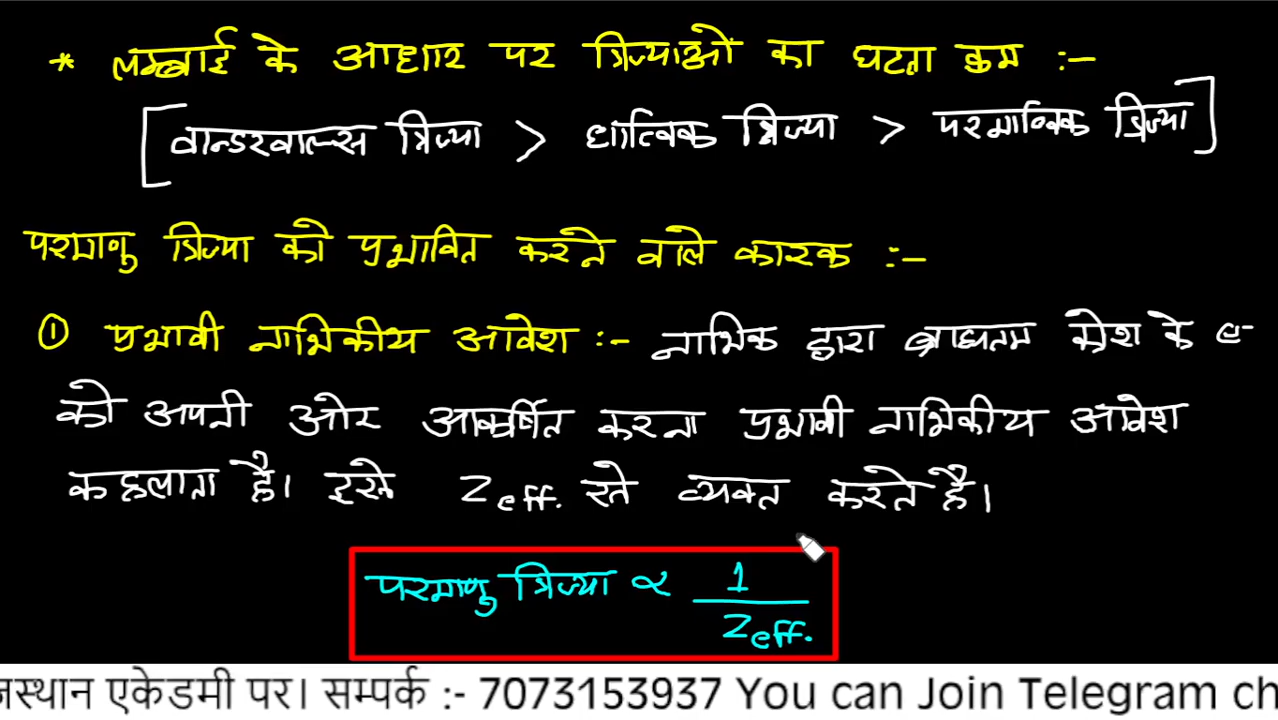 * लम्बाई के आधार पर त्रिज्याओं का घटता क्रम :-
[वान्डरवाल्स त्रिज्या > धात्विक त्रिज्या > परमाण्विक त्रिज्या]
परमाणु त्रिज्या को प्रभावित करने वाले कारक :-
① प्रभावी नाभिकीय आवेश :- नाभिक द्वारा बाह्यतम कोश के e-
को अपनी ओर आकर्षित करना प्रभावी नाभिकीय आवेश
कहलाता है। इसे Zeff. से व्यक्त करते है।
परमाणु त्रिज्या ∝ 1/Zeff.
जस्थान एकेडमी पर। सम्पर्क :- 7073153937 You can Join Telegram ch